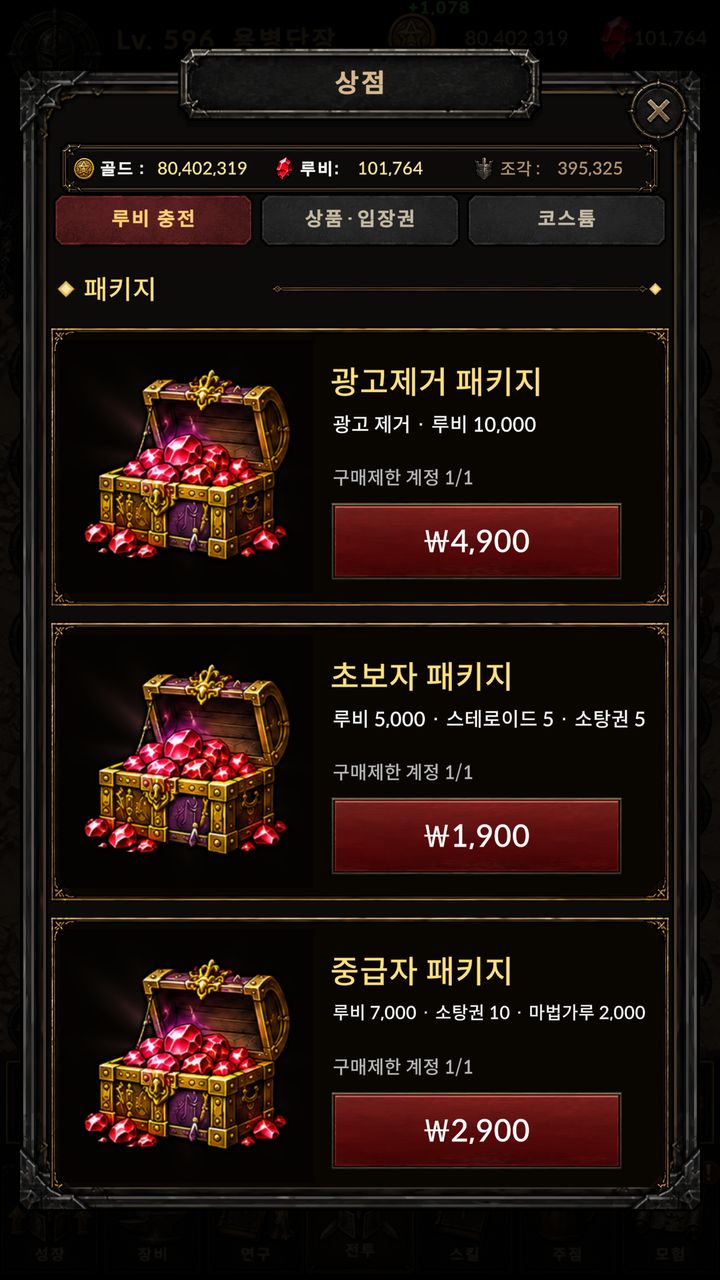 +1,078
Lv. 596 용병단장 80,402,319 101,764
상점
골드 : 80,402,319 루비: 101,764 조각 : 395,325
루비 충전 상품 · 입장권 코스튬
패키지
광고제거 패키지
광고 제거 · 루비 10,000
구매제한 계정 1/1
₩4,900
초보자 패키지
루비 5,000 · 스테로이드 5 · 소탕권 5
구매제한 계정 1/1
₩1,900
중급자 패키지
루비 7,000 · 소탕권 10 · 마법가루 2,000
구매제한 계정 1/1
₩2,900
성장 장비 연구 전투 스킬 주점 모험